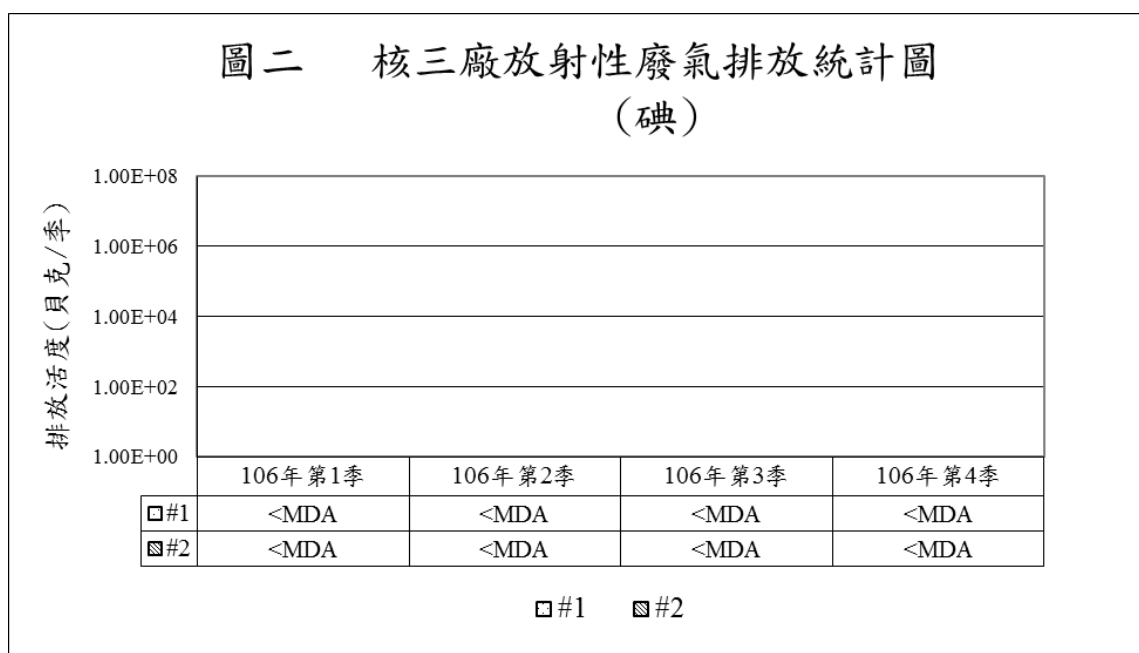 圖二 核三廠放射性廢氣排放統計圖
(碘)
排放活度(貝克/季)
1.00E+08
1.00E+06
1.00E+04
1.00E+02
1.00E+00
106年第1季 106年第2季 106年第3季 106年第4季
#1 <MDA <MDA <MDA <MDA
#2 <MDA <MDA <MDA <MDA
#1 #2